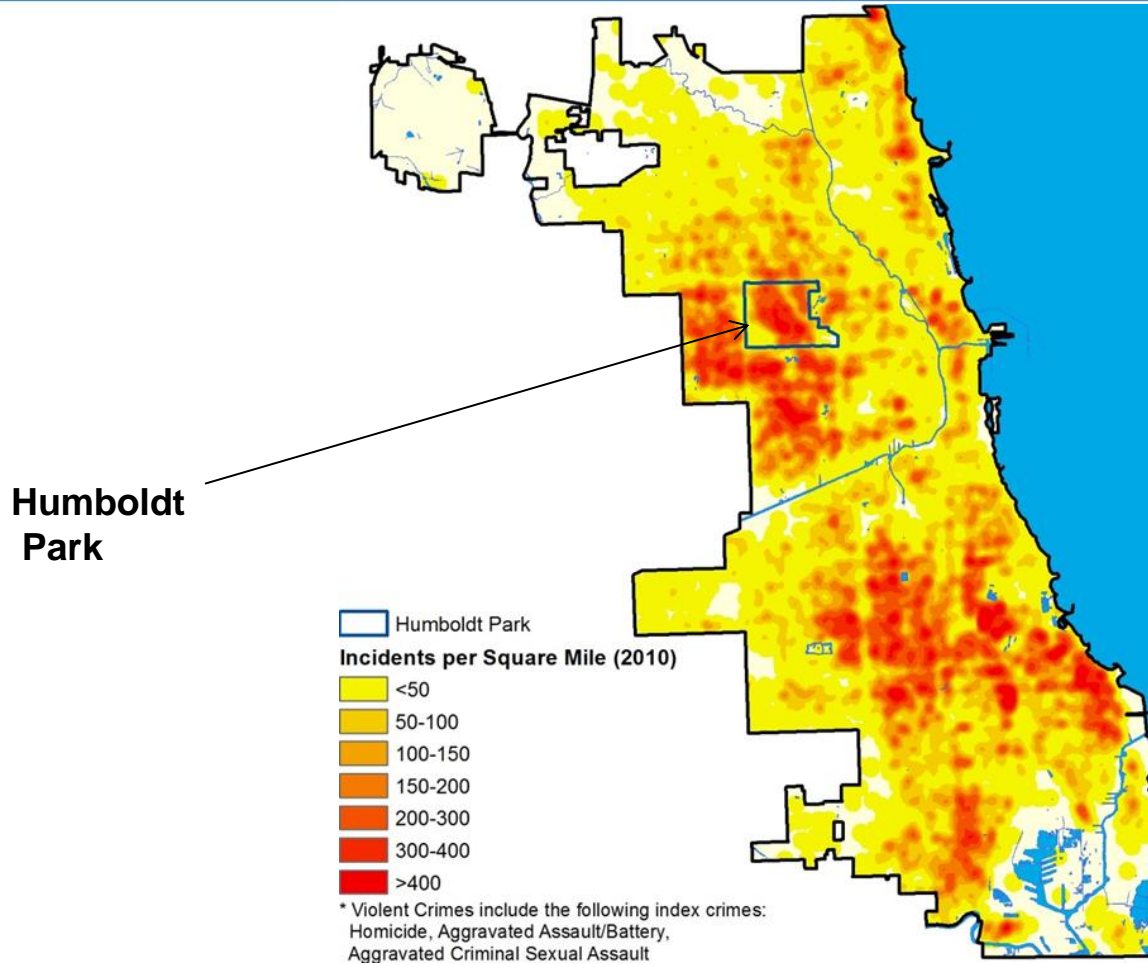 Humboldt
Park
Humboldt Park
Incidents per Square Mile (2010)
<50
50-100
100-150
150-200
200-300
300-400
>400
* Violent Crimes include the following index crimes:
Homicide, Aggravated Assault/Battery,
Aggravated Criminal Sexual Assault